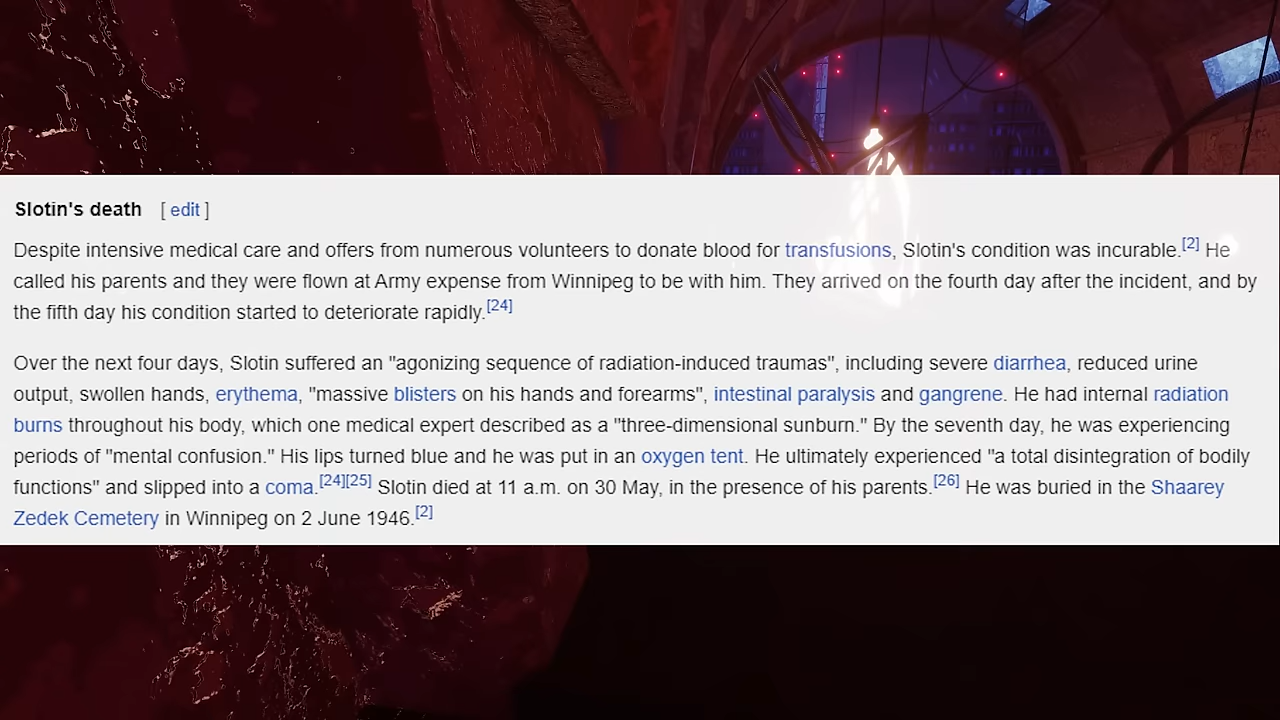 Slotin's death [ edit ]
Despite intensive medical care and offers from numerous volunteers to donate blood for transfusions, Slotin's condition was incurable.[2] He
called his parents and they were flown at Army expense from Winnipeg to be with him. They arrived on the fourth day after the incident, and by
the fifth day his condition started to deteriorate rapidly.[24]
Over the next four days, Slotin suffered an "agonizing sequence of radiation-induced traumas", including severe diarrhea, reduced urine
output, swollen hands, erythema, "massive blisters on his hands and forearms", intestinal paralysis and gangrene. He had internal radiation
burns throughout his body, which one medical expert described as a "three-dimensional sunburn." By the seventh day, he was experiencing
periods of "mental confusion." His lips turned blue and he was put in an oxygen tent. He ultimately experienced "a total disintegration of bodily
functions" and slipped into a coma.[24][25] Slotin died at 11 a.m. on 30 May, in the presence of his parents.[26] He was buried in the Shaarey
Zedek Cemetery in Winnipeg on 2 June 1946.[2]